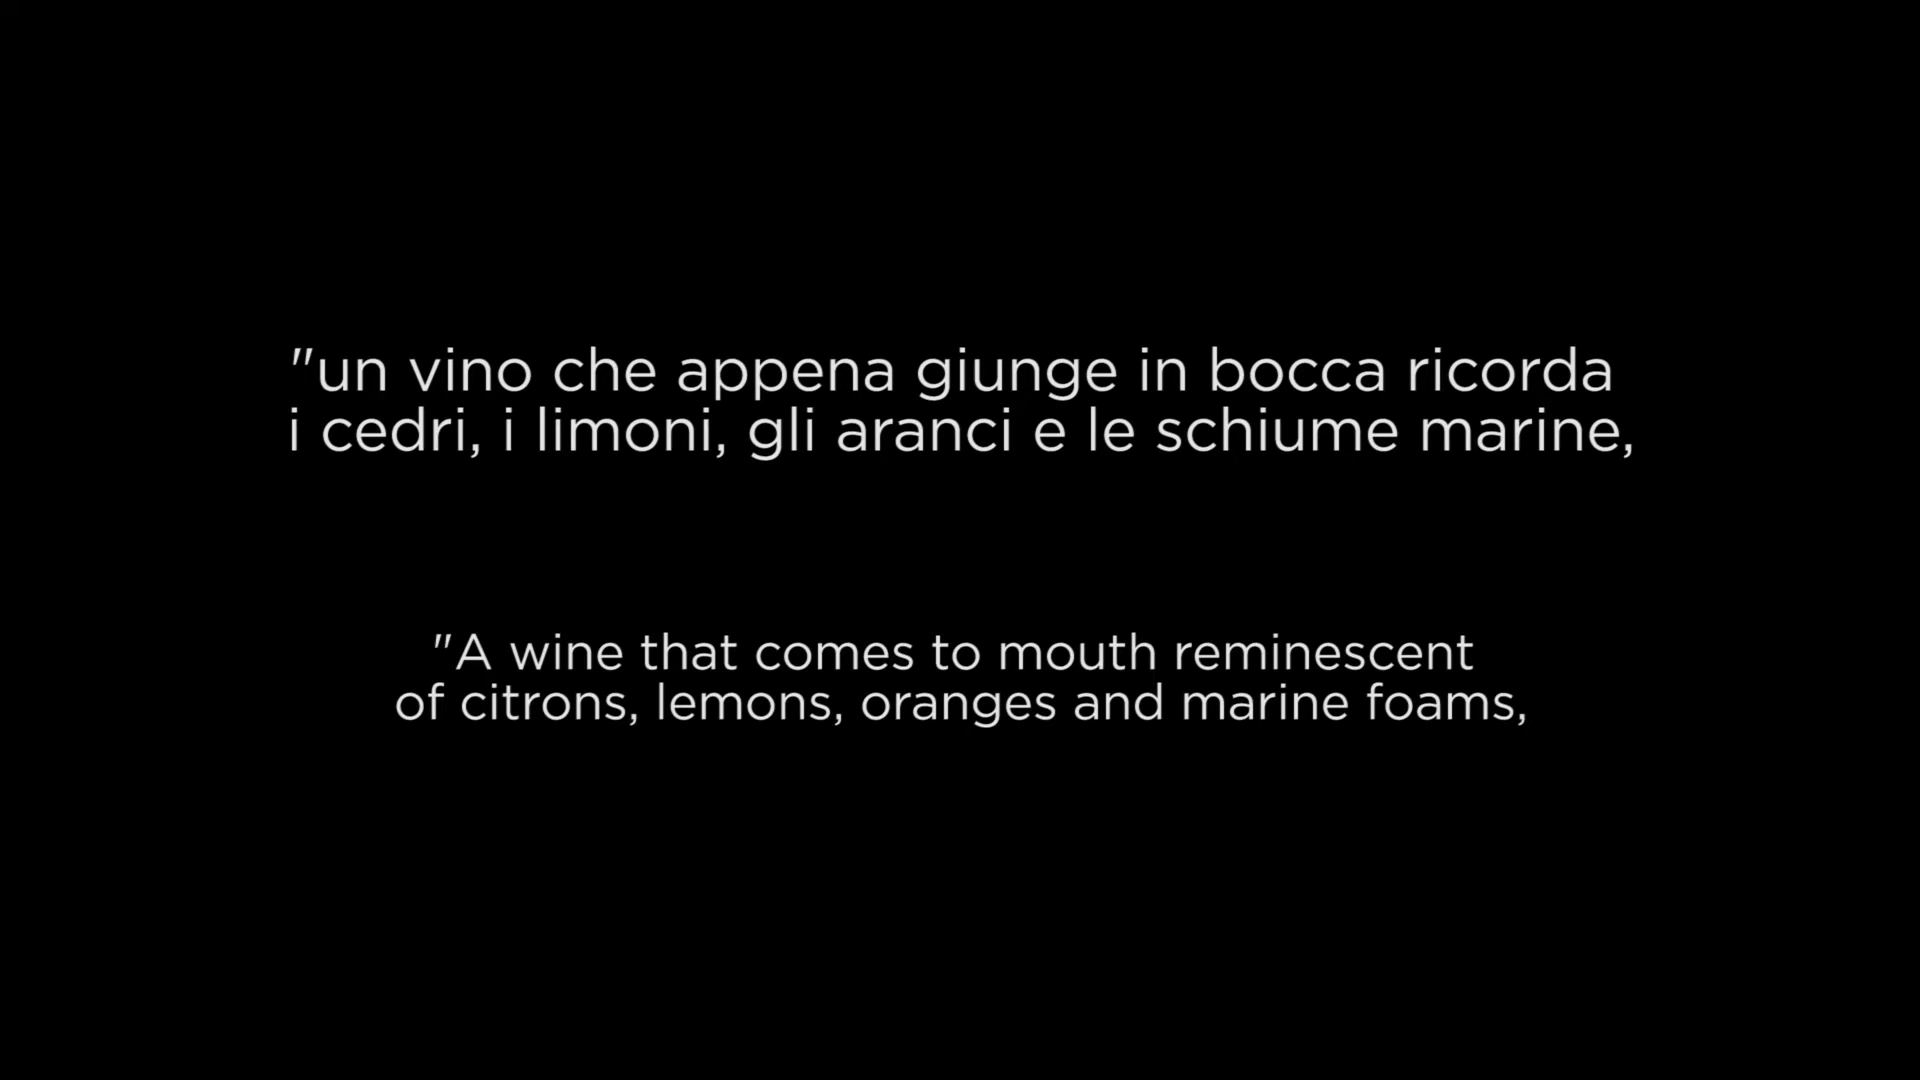 "un vino che appena giunge in bocca ricorda
i cedri, i limoni, gli aranci e le schiume marine,
"A wine that comes to mouth reminescent
of citrons, lemons, oranges and marine foams,